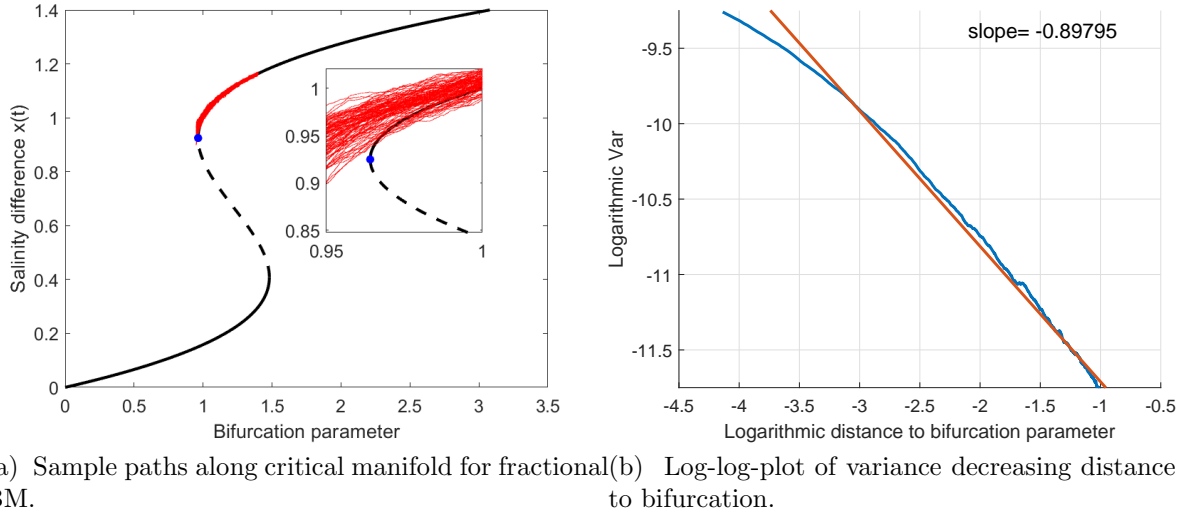 1.4
1.2
1
0.8
0.6
0.4
0.2
0
Salinity difference x(t)
0 0.5 1 1.5 2 2.5 3 3.5
Bifurcation parameter
1
0.95
0.9
0.85
0.95 1
slope= -0.89795
-9.5
-10
-10.5
-11
-11.5
Logarithmic Var
-4.5 -4 -3.5 -3 -2.5 -2 -1.5 -1 -0.5
Logarithmic distance to bifurcation parameter
a) Sample paths along critical manifold for fractional
BM.
(b) Log-log-plot of variance decreasing distance
to bifurcation.